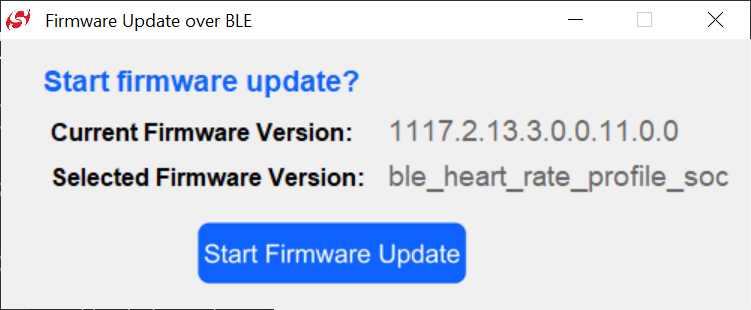 Firmware Update over BLE
Start firmware update?
Current Firmware Version: 1117.2.13.3.0.0.11.0.0
Selected Firmware Version: ble_heart_rate_profile_soc
Start Firmware Update